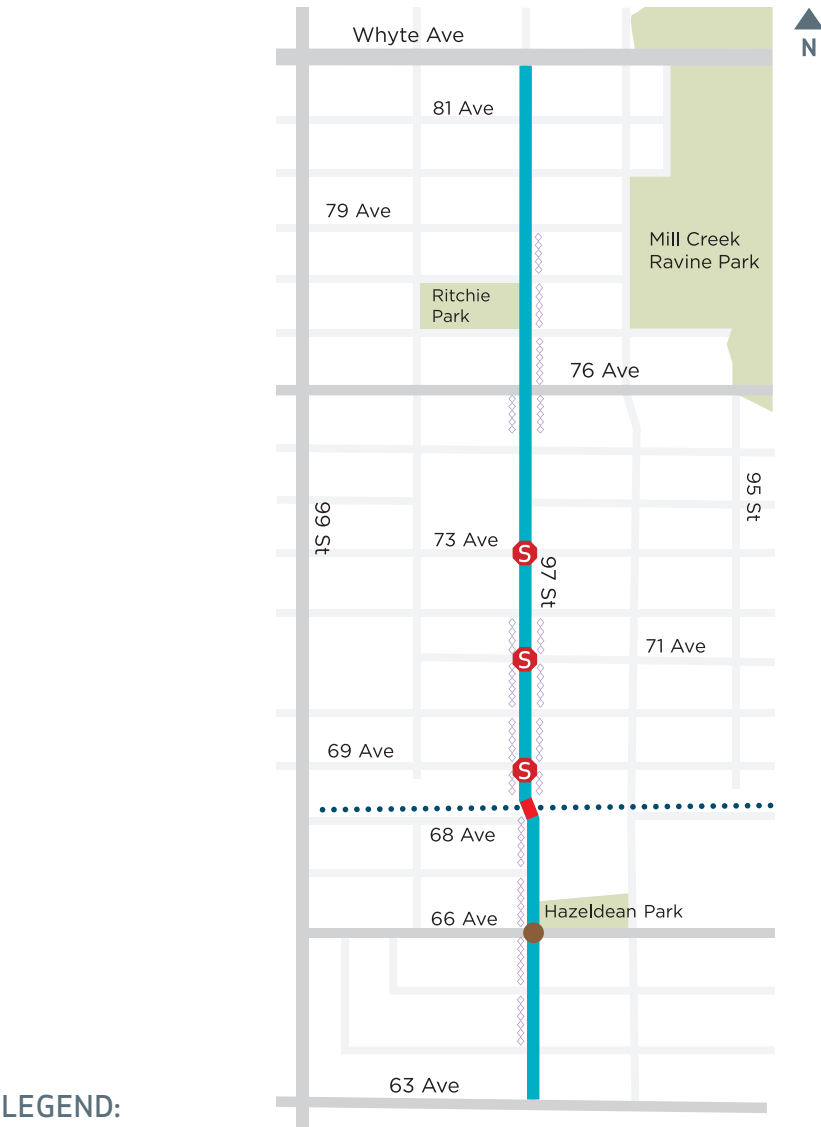 Whyte Ave
N
81 Ave
79 Ave
Mill Creek
Ravine Park
Ritchie
Park
76 Ave
95 St
99 St
73 Ave
S
97 St
71 Ave
S
69 Ave
S
68 Ave
Hazeldean Park
66 Ave
63 Ave
LEGEND: